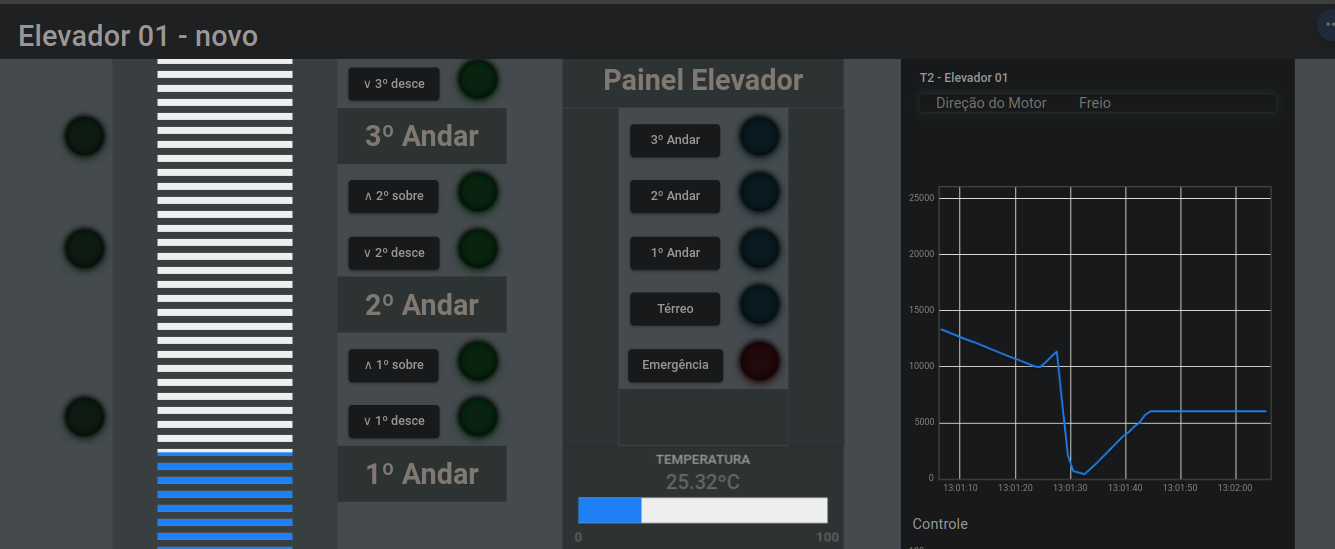 Elevador 01 - novo
∨ 3º desce
3º Andar
∧ 2º sobre
∨ 2º desce
2º Andar
∧ 1º sobre
∨ 1º desce
1º Andar
Painel Elevador
3º Andar
2º Andar
1º Andar
Térreo
Emergência
TEMPERATURA
25.32ºC
0 100
T2 - Elevador 01
Direção do Motor Freio
25000
20000
15000
10000
5000
0
13:01:10 13:01:20 13:01:30 13:01:40 13:01:50 13:02:00
Controle